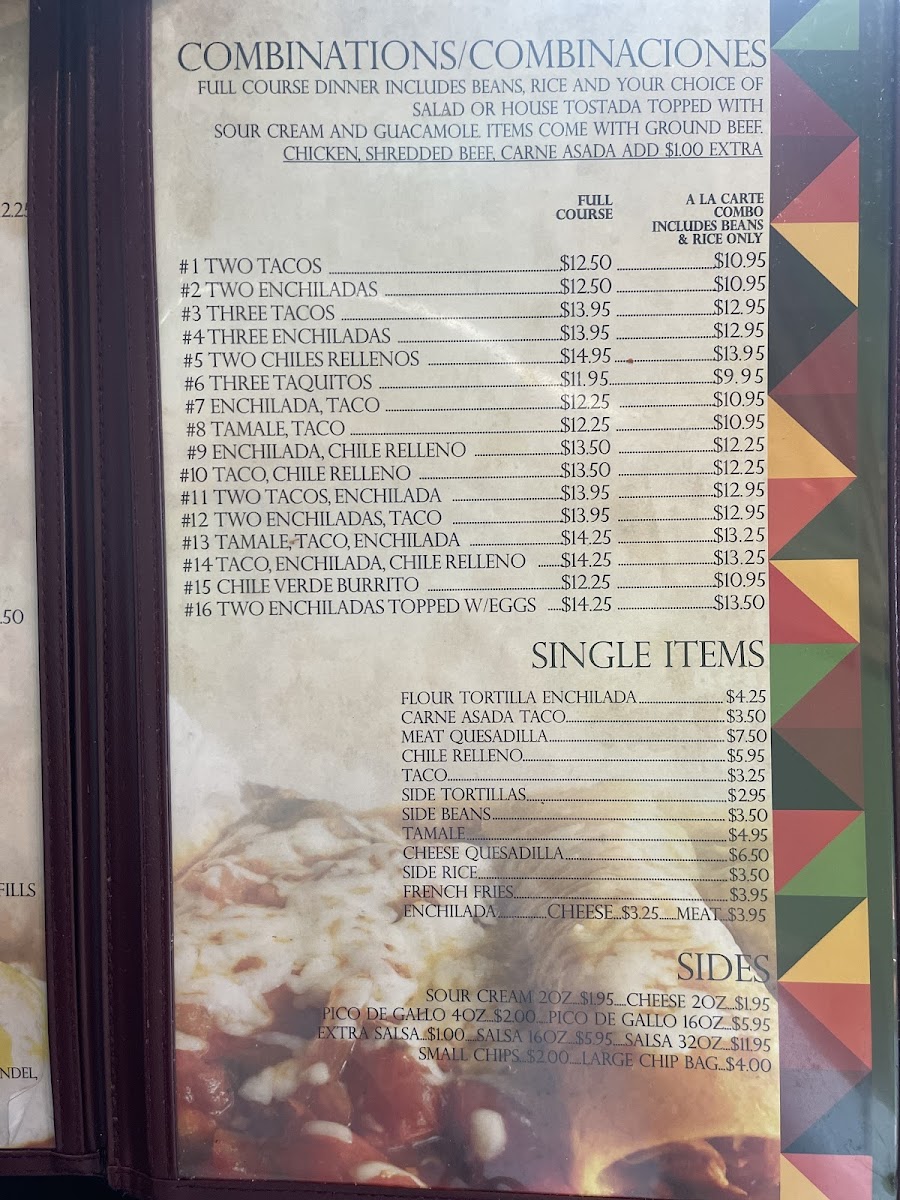 COMBINATIONS/COMBINACIONES
FULL COURSE DINNER INCLUDES BEANS, RICE AND YOUR CHOICE OF
SALAD OR HOUSE TOSTADA TOPPED WITH
SOUR CREAM AND GUACAMOLE. ITEMS COME WITH GROUND BEEF.
CHICKEN, SHREDDED BEEF, CARNE ASADA ADD $1.00 EXTRA
FULL COURSE
A LA CARTE COMBO INCLUDES BEANS & RICE ONLY
#1 TWO TACOS $12.50 $10.95
#2 TWO ENCHILADAS $12.50 $10.95
#3 THREE TACOS $13.95 $12.95
#4 THREE ENCHILADAS $13.95 $12.95
#5 TWO CHILES RELLENOS $14.95 $13.95
#6 THREE TAQUITOS $11.95 $9.95
#7 ENCHILADA, TACO $12.25 $10.95
#8 TAMALE, TACO $12.25 $10.95
#9 ENCHILADA, CHILE RELLENO $13.50 $12.25
#10 TACO, CHILE RELLENO $13.50 $12.25
#11 TWO TACOS, ENCHILADA $13.95 $12.95
#12 TWO ENCHILADAS, TACO $13.95 $12.95
#13 TAMALE, TACO, ENCHILADA $14.25 $13.25
#14 TACO, ENCHILADA, CHILE RELLENO $14.25 $13.25
#15 CHILE VERDE BURRITO $12.25 $10.95
#16 TWO ENCHILADAS TOPPED W/EGGS $14.25 $13.50
SINGLE ITEMS
FLOUR TORTILLA ENCHILADA $4.25
CARNE ASADA TACO $3.50
MEAT QUESADILLA $7.50
CHILE RELLENO $5.95
TACO $3.25
SIDE TORTILLAS $2.95
SIDE BEANS $3.50
TAMALE $4.95
CHEESE QUESADILLA $6.50
SIDE RICE $3.50
FRENCH FRIES $3.95
ENCHILADA CHEESE $3.25 MEAT $3.95
SIDES
SOUR CREAM 2OZ $1.95 CHEESE 2OZ $1.95
PICO DE GALLO 4OZ $2.00 PICO DE GALLO 16OZ $5.95
EXTRA SALSA $1.00 SALSA 16OZ $5.95 SALSA 32OZ $11.95
SMALL CHIPS $2.00 LARGE CHIP BAG $4.00
.50
FILLS
NDEL,